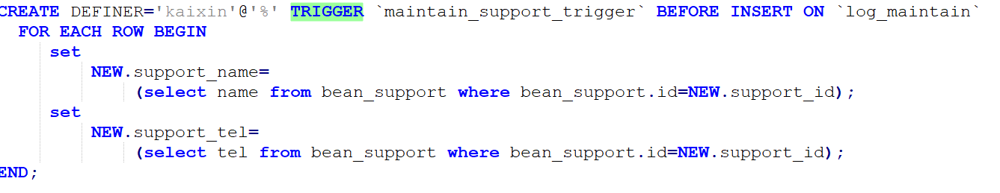 CREATE DEFINER='kaixin'@'%' TRIGGER `maintain_support_trigger` BEFORE INSERT ON `log_maintain`
FOR EACH ROW BEGIN
set
NEW.support_name=
(select name from bean_support where bean_support.id=NEW.support_id);
set
NEW.support_tel=
(select tel from bean_support where bean_support.id=NEW.support_id);
END;